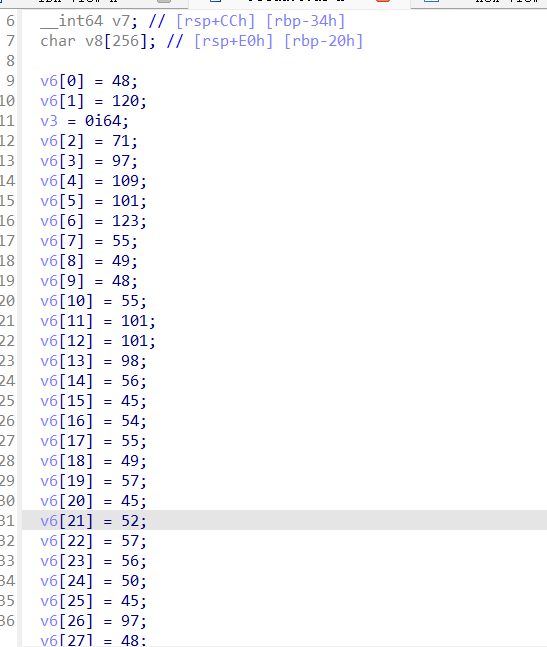 6 __int64 v7; // [rsp+CCh] [rbp-34h]
7 char v8[256]; // [rsp+E0h] [rbp-20h]
8
9 v6[0] = 48;
10 v6[1] = 120;
11 v3 = 0i64;
12 v6[2] = 71;
13 v6[3] = 97;
14 v6[4] = 109;
15 v6[5] = 101;
16 v6[6] = 123;
17 v6[7] = 55;
18 v6[8] = 49;
19 v6[9] = 48;
20 v6[10] = 55;
21 v6[11] = 101;
22 v6[12] = 101;
23 v6[13] = 98;
24 v6[14] = 56;
25 v6[15] = 45;
26 v6[16] = 54;
27 v6[17] = 55;
28 v6[18] = 49;
29 v6[19] = 57;
30 v6[20] = 45;
31 v6[21] = 52;
32 v6[22] = 57;
33 v6[23] = 56;
34 v6[24] = 50;
35 v6[25] = 45;
36 v6[26] = 97;
v6[27] = 48;